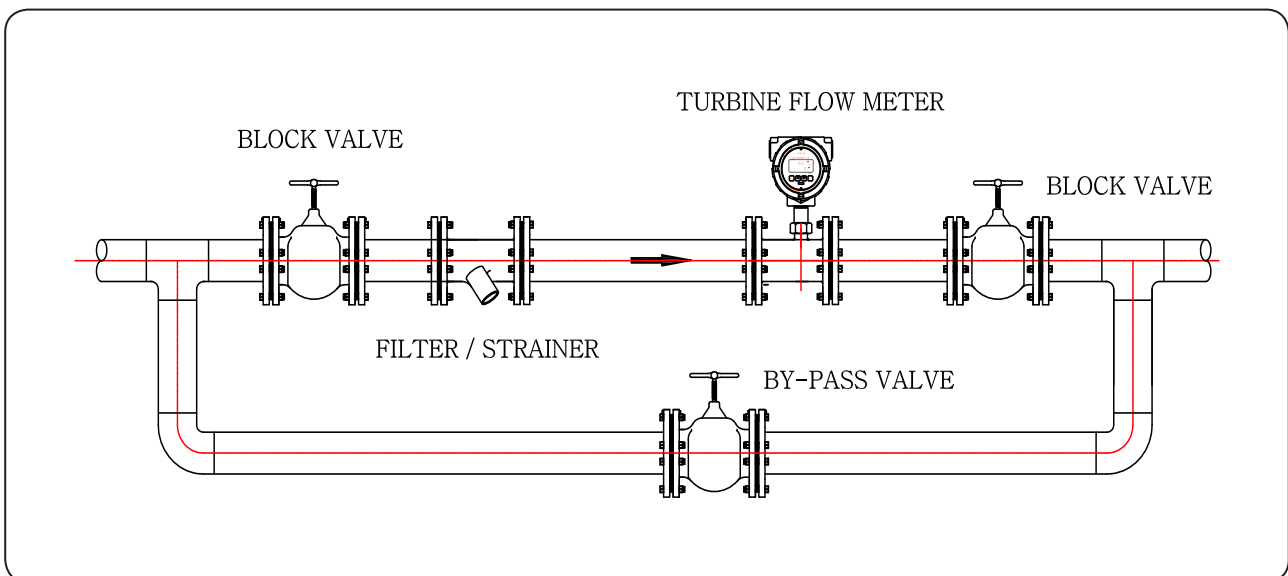 TURBINE FLOW METER
BLOCK VALVE
BLOCK VALVE
FILTER / STRAINER
BY-PASS VALVE